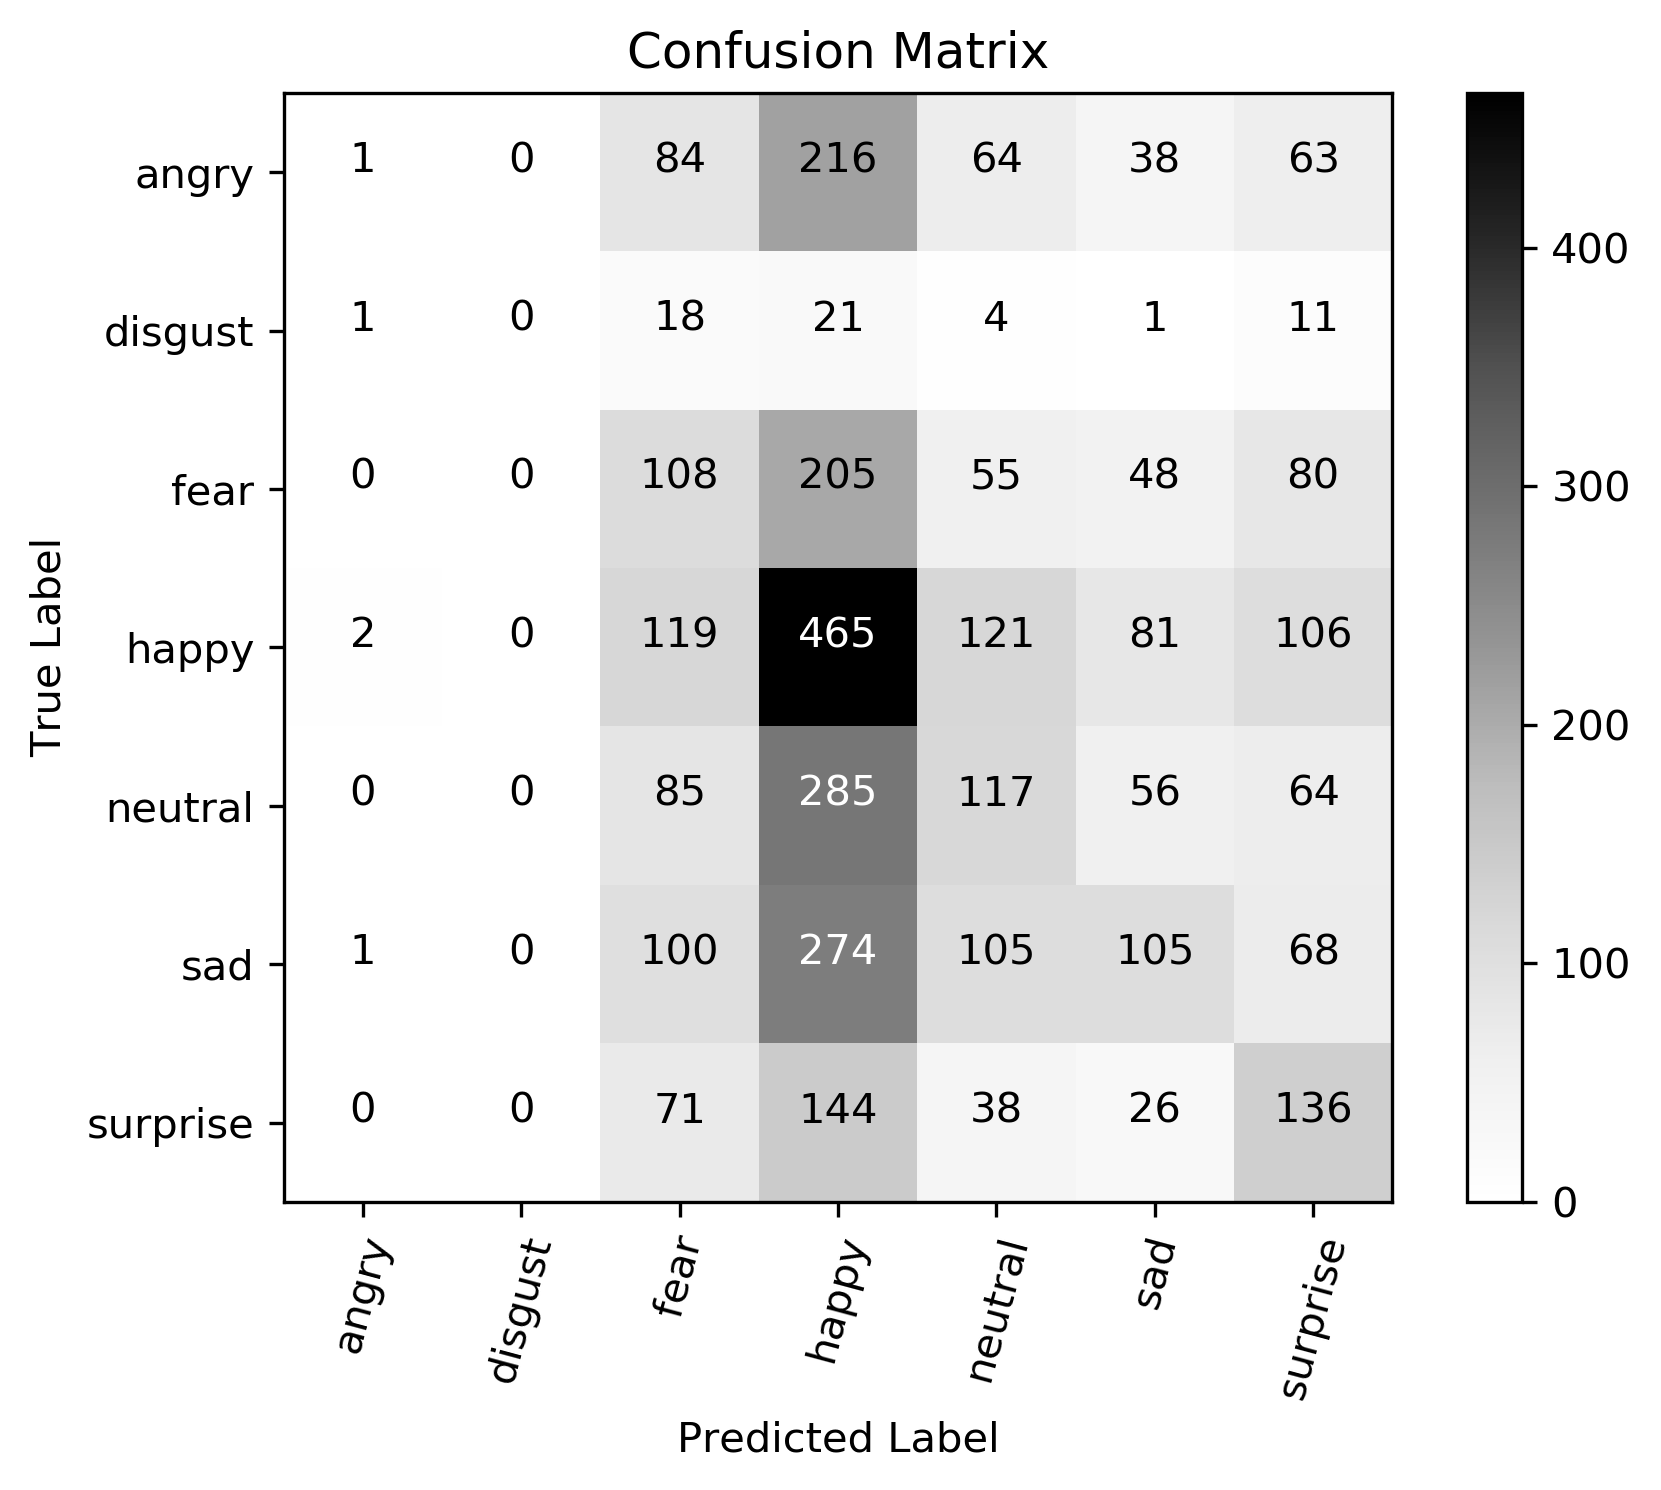 Confusion Matrix
True Label
angry 1 0 84 216 64 38 63
disgust 1 0 18 21 4 1 11
fear 0 0 108 205 55 48 80
happy 2 0 119 465 121 81 106
neutral 0 0 85 285 117 56 64
sad 1 0 100 274 105 105 68
surprise 0 0 71 144 38 26 136
angry disgust fear happy neutral sad surprise
Predicted Label
400
300
200
100
0